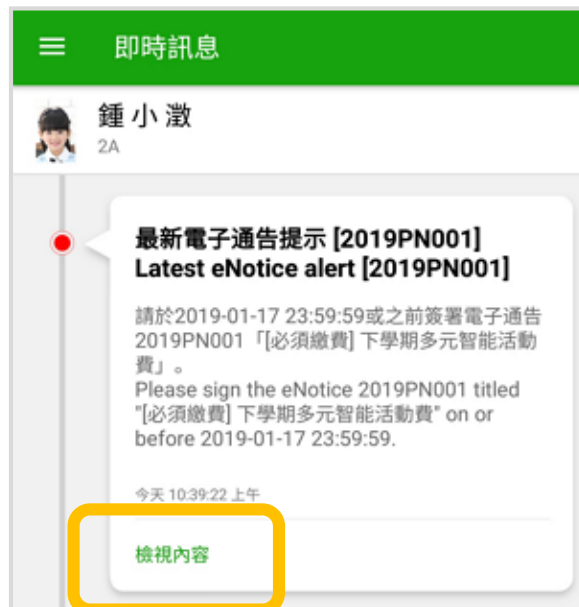 即時訊息
鍾小澂
2A
最新電子通告提示 [2019PN001]
Latest eNotice alert [2019PN001]
請於2019-01-17 23:59:59或之前簽署電子通告
2019PN001「[必須繳費] 下學期多元智能活動
費」。
Please sign the eNotice 2019PN001 titled
"[必須繳費] 下學期多元智能活動費" on or
before 2019-01-17 23:59:59.
今天 10:39:22 上午
檢視內容